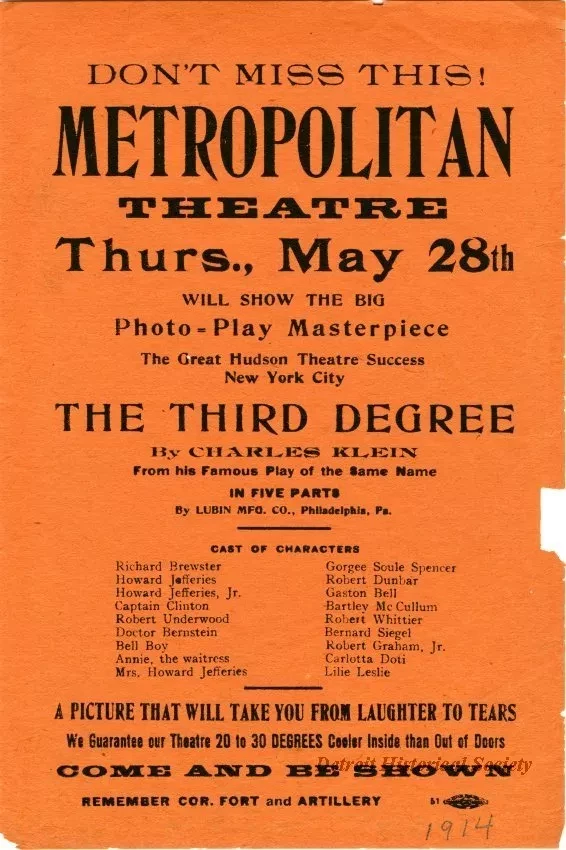 DON'T MISS THIS!
METROPOLITAN
THEATRE
Thurs., May 28th
WILL SHOW THE BIG
Photo=Play Masterpiece
The Great Hudson Theatre Success
New York City
THE THIRD DEGREE
By CHARLES KLEIN
From his Famous Play of the Same Name
IN FIVE PARTS
By LUBIN MFG. CO., Philadelphia, Pa.
CAST OF CHARACTERS
Richard Brewster Gorgee Soule Spencer
Howard Jefferies Robert Dunbar
Howard Jefferies, Jr. Gaston Bell
Captain Clinton Bartley Mc Cullum
Robert Underwood Robert Whittier
Doctor Bernstein Bernard Siegel
Bell Boy Robert Graham, Jr.
Annie, the waitress Carlotta Doti
Mrs. Howard Jefferies Lilie Leslie
A PICTURE THAT WILL TAKE YOU FROM LAUGHTER TO TEARS
We Guarantee our Theatre 20 to 30 DEGREES Cooler Inside than Out of Doors
Detroit Historical Society
COME AND BE SHOWN
REMEMBER COR. FORT and ARTILLERY 51
1914